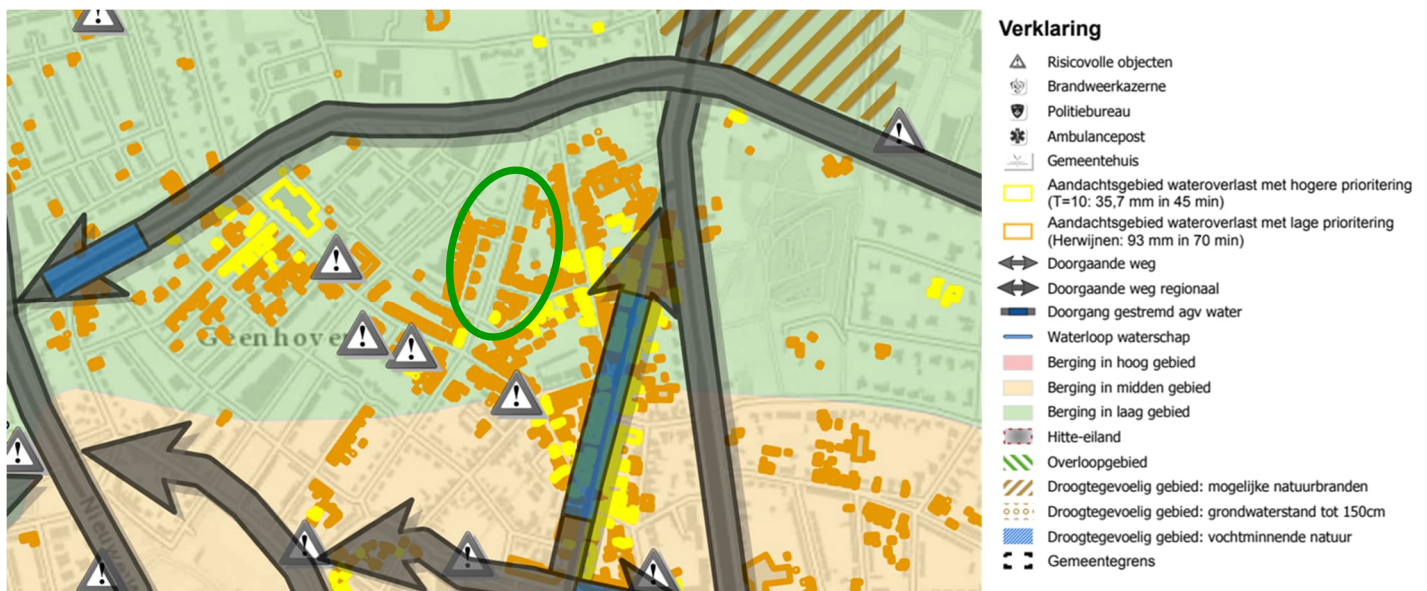 Geenhoven
Nieuwe
Verklaring
Risicovolle objecten
Brandweerkazerne
Politiebureau
Ambulancepost
Gemeentehuis
Aandachtsgebied wateroverlast met hogere prioritering
(T=10: 35,7 mm in 45 min)
Aandachtsgebied wateroverlast met lage prioritering
(Herwijnen: 93 mm in 70 min)
Doorgaande weg
Doorgaande weg regionaal
Doorgang gestremd agv water
Waterloop waterschap
Berging in hoog gebied
Berging in midden gebied
Berging in laag gebied
Hitte-eiland
Overloopgebied
Droogtegevoelig gebied: mogelijke natuurbranden
Droogtegevoelig gebied: grondwaterstand tot 150cm
Droogtegevoelig gebied: vochtminnende natuur
Gemeentegrens